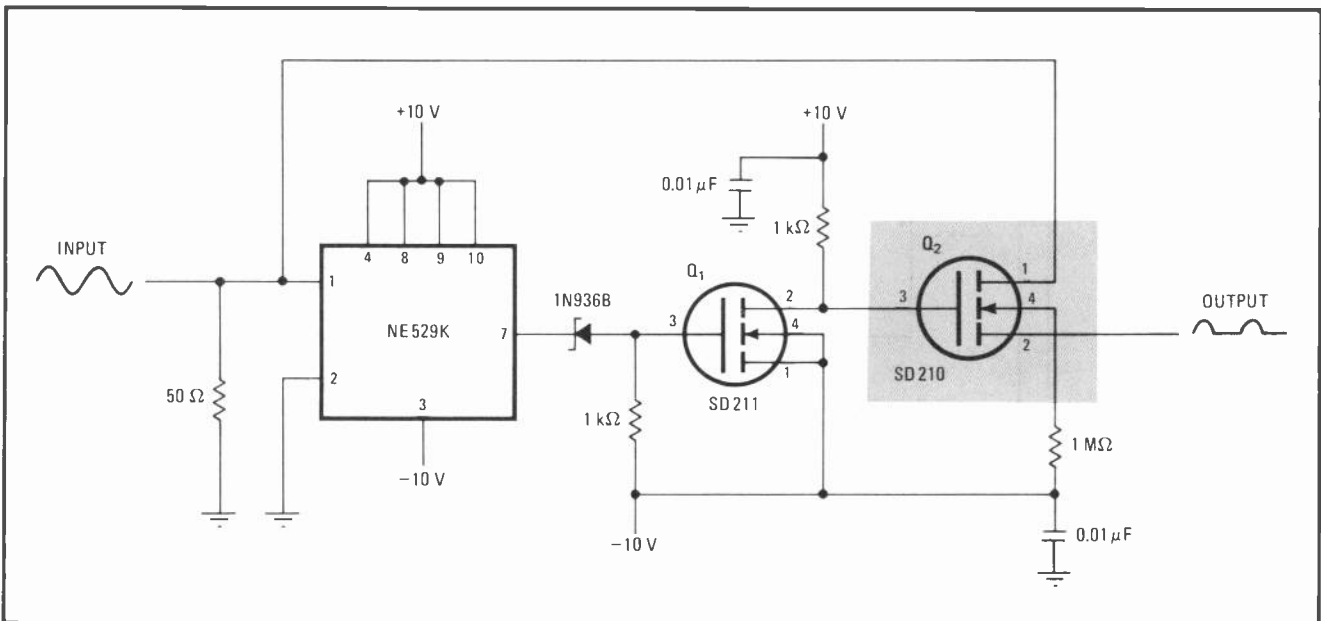 +10 V
+10 V
0.01 μF
1 kΩ
Q2
INPUT
4 8 9 10
Q1
1
1
1N936B
2
3
4
OUTPUT
NE529K
7
3
4
2
1
SD210
50 Ω
2
SD211
3
1 kΩ
1 MΩ
−10 V
−10 V
0.01 μF